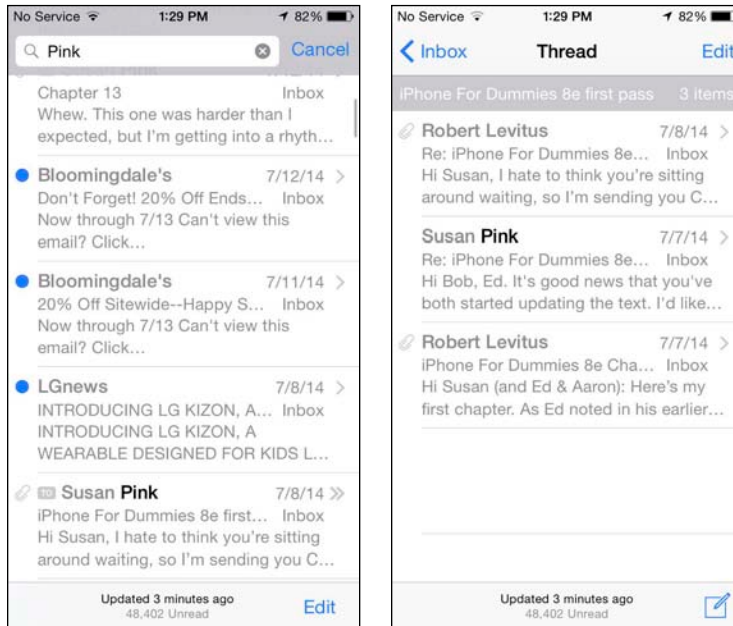 No Service 1:29 PM 82%
Pink Cancel
Chapter 13 Inbox
Whew. This one was harder than I
expected, but I'm getting into a rhyth...
Bloomingdale's 7/12/14
Don't Forget! 20% Off Ends... Inbox
Now through 7/13 Can't view this
email? Click...
Bloomingdale's 7/11/14
20% Off Sitewide--Happy S... Inbox
Now through 7/13 Can't view this
email? Click...
LGnews 7/8/14
INTRODUCING LG KIZON, A... Inbox
INTRODUCING LG KIZON, A
WEARABLE DESIGNED FOR KIDS L...
TO Susan Pink 7/8/14
iPhone For Dummies 8e first... Inbox
Hi Susan, I hate to think you're sitting
around waiting, so I'm sending you C...
Updated 3 minutes ago
48,402 Unread
Edit
No Service 1:29 PM 82%
Inbox Thread Edit
iPhone For Dummies 8e first pass 3 items
Robert Levitus 7/8/14
Re: iPhone For Dummies 8e... Inbox
Hi Susan, I hate to think you're sitting
around waiting, so I'm sending you C...
Susan Pink 7/7/14
Re: iPhone For Dummies 8e... Inbox
Hi Bob, Ed. It's good news that you've
both started updating the text. I'd like...
Robert Levitus 7/7/14
iPhone For Dummies 8e Cha... Inbox
Hi Susan (and Ed & Aaron): Here's my
first chapter. As Ed noted in his earlier...
Updated 3 minutes ago
48,402 Unread